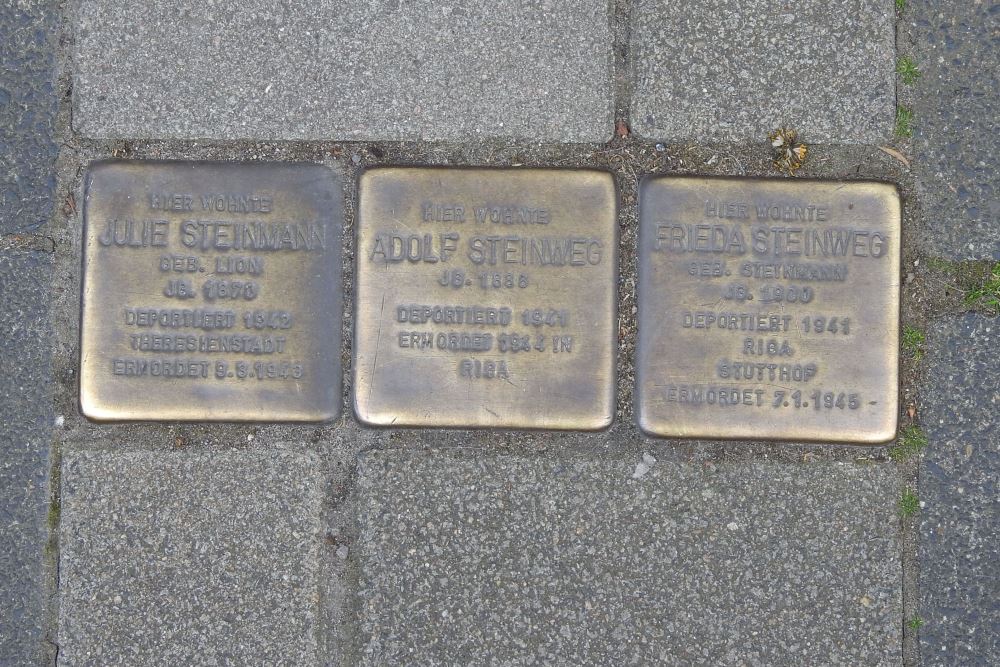 HIER WOHNTE
JULIE STEINMANN
GEB. LION
JG. 1870
DEPORTIERT 1942
THERESIENSTADT
ERMORDET 9.3.1943
HIER WOHNTE
ADOLF STEINWEG
JG. 1888
DEPORTIERT 1941
ERMORDET 1944 IN
RIGA
HIER WOHNTE
FRIEDA STEINWEG
GEB. STEINMANN
JG. 1900
DEPORTIERT 1941
RIGA
STUTTHOF
ERMORDET 7.1.1945